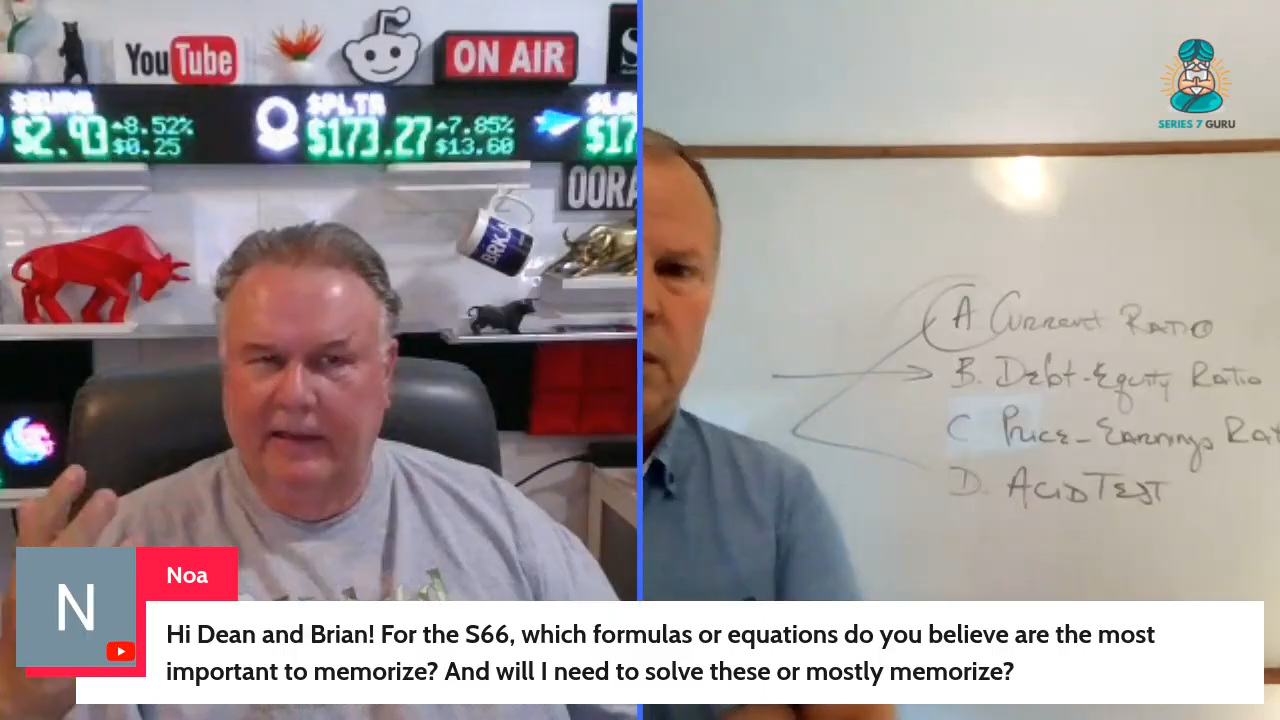 YouTube
ON AIR
S
$2.93 8.52% $0.25
$PLTR
$173.27 7.85% $13.60
$17
OORA
BRKA
SERIES 7 GURU
A Current Ratio
B. Debt-Equity Ratio
C Price-Earnings Rat
D. Acid Test
N
Noa
Hi Dean and Brian! For the S66, which formulas or equations do you believe are the most
important to memorize? And will I need to solve these or mostly memorize?